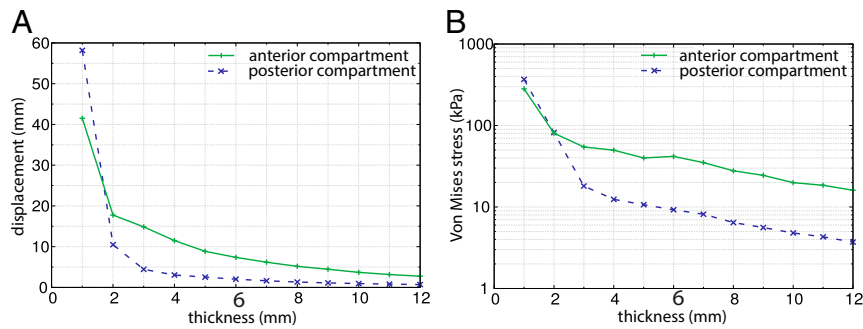 A
60
50
40
30
20
10
0
displacement (mm)
anterior compartment
posterior compartment
0 2 4 6 8 10 12
thickness (mm)
B
1000
100
10
1
Von Mises stress (kPa)
anterior compartment
posterior compartment
0 2 4 6 8 10 12
thickness (mm)